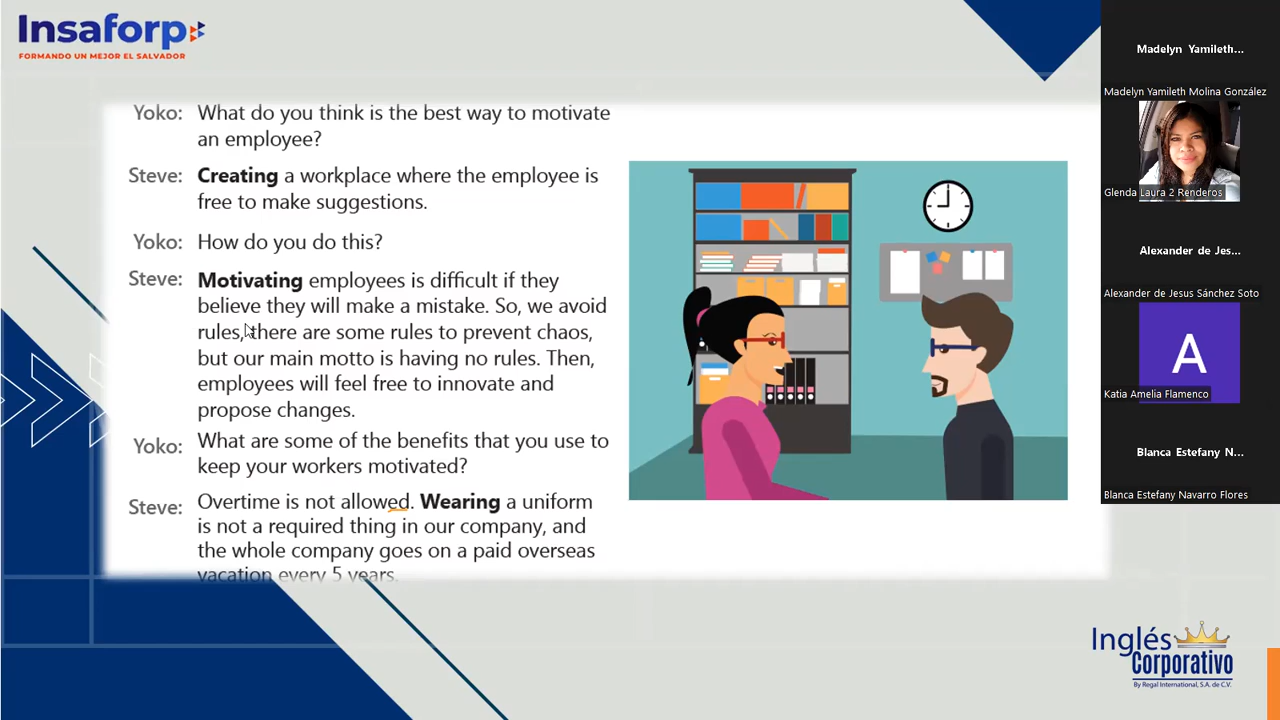 Insaforp
FORMANDO UN MEJOR EL SALVADOR
Yoko: What do you think is the best way to motivate
an employee?
Steve: Creating a workplace where the employee is
free to make suggestions.
Yoko: How do you do this?
Steve: Motivating employees is difficult if they
believe they will make a mistake. So, we avoid
rules, there are some rules to prevent chaos,
but our main motto is having no rules. Then,
employees will feel free to innovate and
propose changes.
Yoko: What are some of the benefits that you use to
keep your workers motivated?
Steve: Overtime is not allowed. Wearing a uniform
is not a required thing in our company, and
the whole company goes on a paid overseas
vacation every 5 years.
Madelyn Yamileth...
Madelyn Yamileth Molina González
Glenda Laura 2 Renderos
Alexander de Jes...
Alexander de Jesus Sánchez Soto
A
Katia Amelia Flamenco
Blanca Estefany N...
Blanca Estefany Navarro Flores
Inglés
Corporativo
By Regal International, S.A. de C.V.